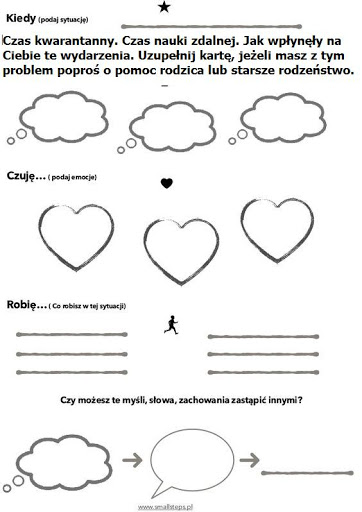 Kiedy (podaj sytuację)
Czas kwarantanny. Czas nauki zdalnej. Jak wpłynęły na
Ciebie te wydarzenia. Uzupełnij kartę, jeżeli masz z tym
problem poproś o pomoc rodzica lub starsze rodzeństwo.
Czuję... ( podaj emocje)
Robię... ( Co robisz w tej sytuacji)
Czy możesz te myśli, słowa, zachowania zastąpić innymi?
www.smallsteps.pl